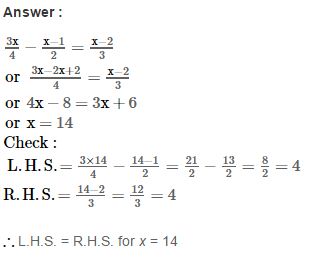 Answer :
3x/4 − x−1/2 = x−2/3
or 3x−2x+2/4 = x−2/3
or 4x − 8 = 3x + 6
or x = 14
Check :
L.H.S.= 3×14/4 − 14−1/2 = 21/2 − 13/2 = 8/2 = 4
R.H.S.= 14−2/3 = 12/3 = 4
∴ L.H.S. = R.H.S. for x = 14